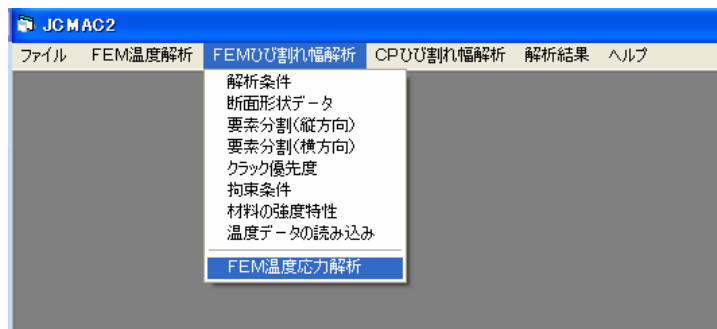 JCMAC2
ファイル FEM温度解析 FEMひび割れ幅解析 CPひび割れ幅解析 解析結果 ヘルプ
解析条件
断面形状データ
要素分割(縦方向)
要素分割(横方向)
クラック優先度
拘束条件
材料の強度特性
温度データの読み込み
FEM温度応力解析